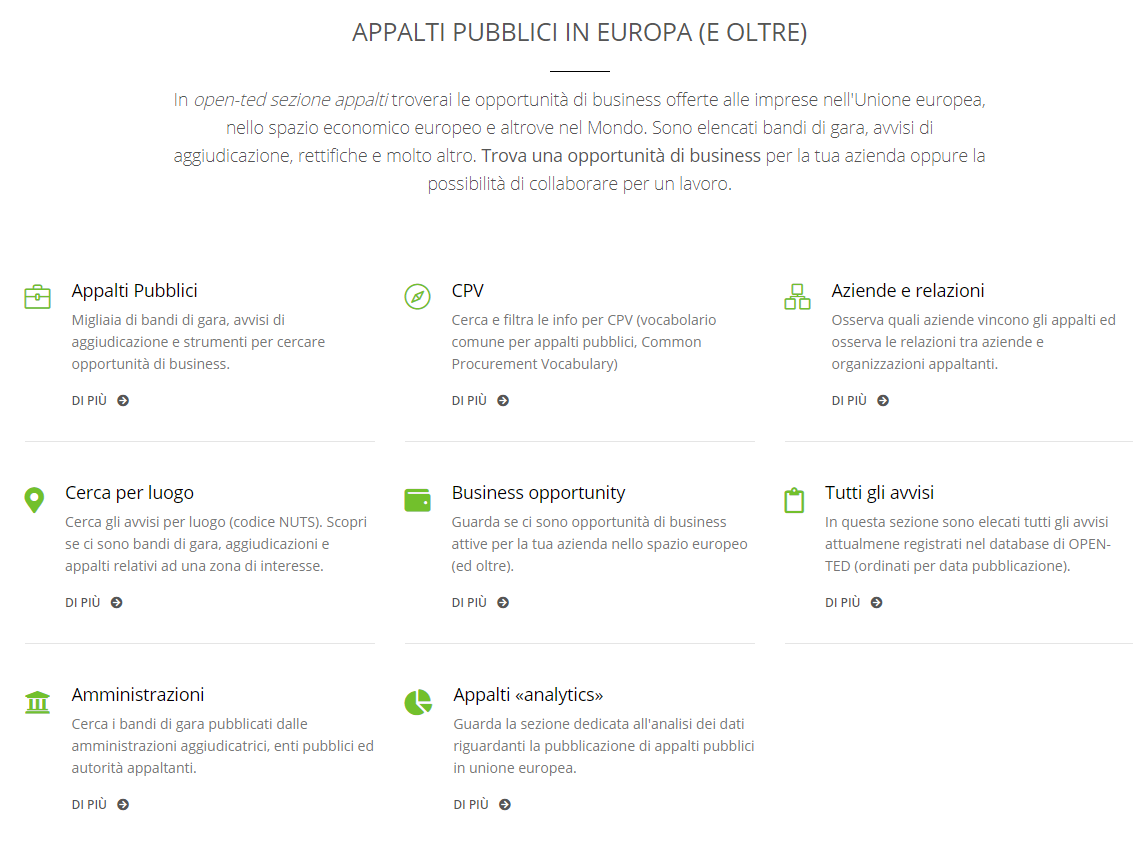 APPALTI PUBBLICI IN EUROPA (E OLTRE)
In open-ted sezione appalti troverai le opportunità di business offerte alle imprese nell'Unione europea,
nello spazio economico europeo e altrove nel Mondo. Sono elencati bandi di gara, avvisi di
aggiudicazione, rettifiche e molto altro. Trova una opportunità di business per la tua azienda oppure la
possibilità di collaborare per un lavoro.
Appalti Pubblici
Migliaia di bandi di gara, avvisi di
aggiudicazione e strumenti per cercare
opportunità di business.
DI PIÙ
CPV
Cerca e filtra le info per CPV (vocabolario
comune per appalti pubblici, Common
Procurement Vocabulary)
DI PIÙ
Aziende e relazioni
Osserva quali aziende vincono gli appalti ed
osserva le relazioni tra aziende e
organizzazioni appaltanti.
DI PIÙ
Cerca per luogo
Cerca gli avvisi per luogo (codice NUTS). Scopri
se ci sono bandi di gara, aggiudicazioni e
appalti relativi ad una zona di interesse.
DI PIÙ
Business opportunity
Guarda se ci sono opportunità di business
attive per la tua azienda nello spazio europeo
(ed oltre).
DI PIÙ
Tutti gli avvisi
In questa sezione sono elecati tutti gli avvisi
attualmene registrati nel database di OPEN-
TED (ordinati per data pubblicazione).
DI PIÙ
Amministrazioni
Cerca i bandi di gara pubblicati dalle
amministrazioni aggiudicatrici, enti pubblici ed
autorità appaltanti.
DI PIÙ
Appalti «analytics»
Guarda la sezione dedicata all'analisi dei dati
riguardanti la pubblicazione di appalti pubblici
in unione europea.
DI PIÙ